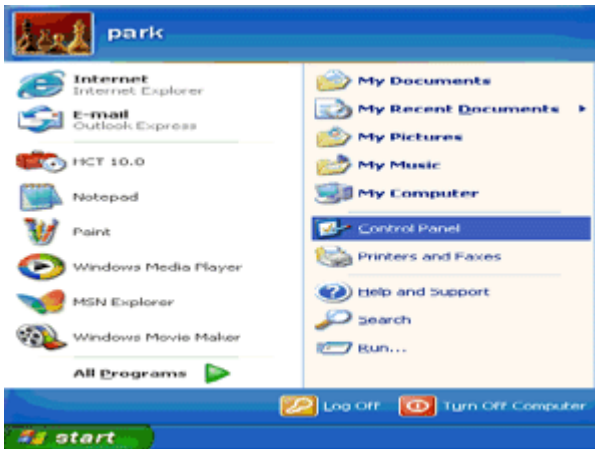 park
Internet
Internet Explorer
E-mail
Outlook Express
HCT 10.0
Notepad
Paint
Windows Media Player
MSN Explorer
Windows Movie Maker
All Programs
My Documents
My Recent Documents
My Pictures
My Music
My Computer
Control Panel
Printers and Faxes
Help and Support
Search
Run...
Log Off
Turn Off Computer
start